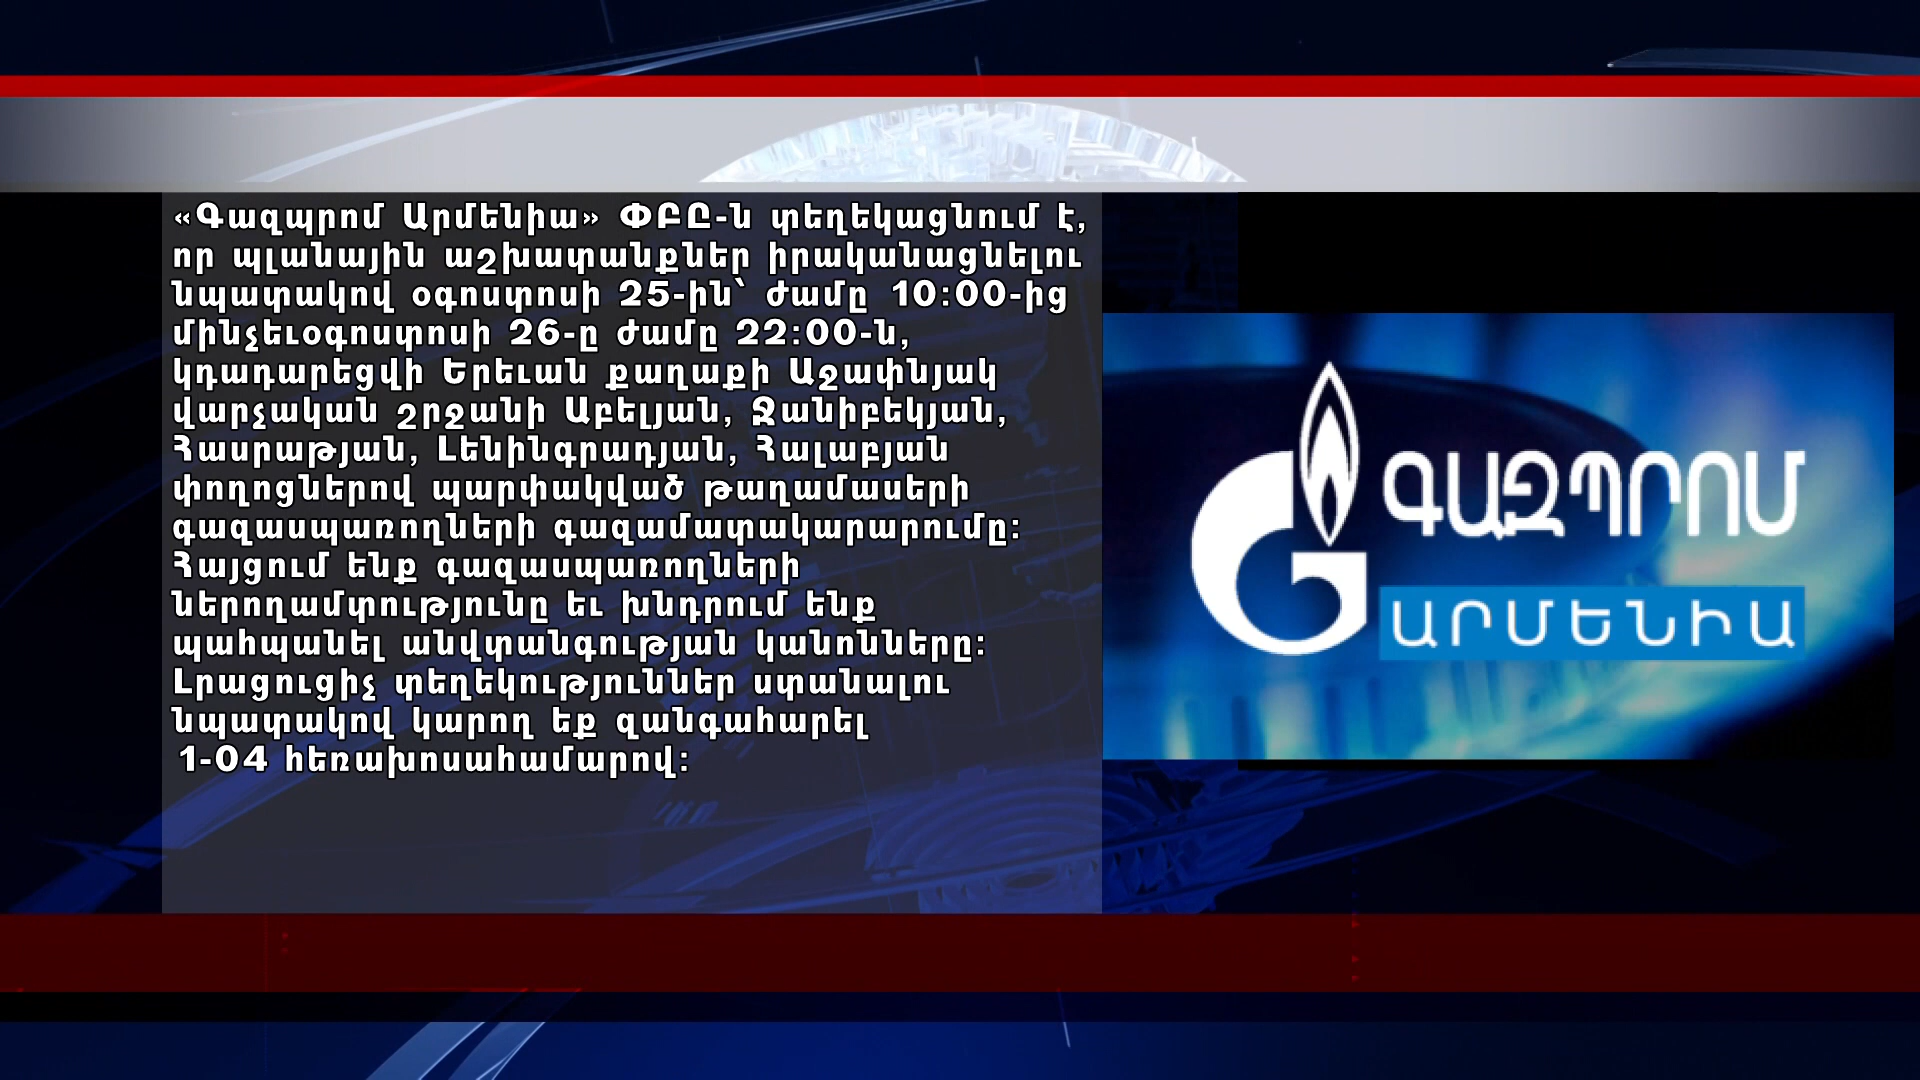 «Գազպրոմ Արմենիա» ՓԲԸ-ն տեղեկացնում է,
որ պլանային աշխատանքներ իրականացնելու
նպատակով օգոստոսի 25-ին՝ ժամը 10:00-ից
մինչեւօգոստոսի 26-ը ժամը 22:00-ն,
կդադարեցվի Երեւան քաղաքի Աջափնյակ
վարչական շրջանի Աբելյան, Ջանիբեկյան,
Հասրաթյան, Լենինգրադյան, Հալաբյան
փողոցներով պարփակված թաղամասերի
գազասպառողների գազամատակարարումը:
Հայցում ենք գազասպառողների
ներողամտությունը եւ խնդրում ենք
պահպանել անվտանգության կանոնները:
Լրացուցիչ տեղեկություններ ստանալու
նպատակով կարող եք զանգահարել
1-04 հեռախոսահամարով:
ԳԱԶՊՐՈՄ
ԱՐՄԵՆԻԱ